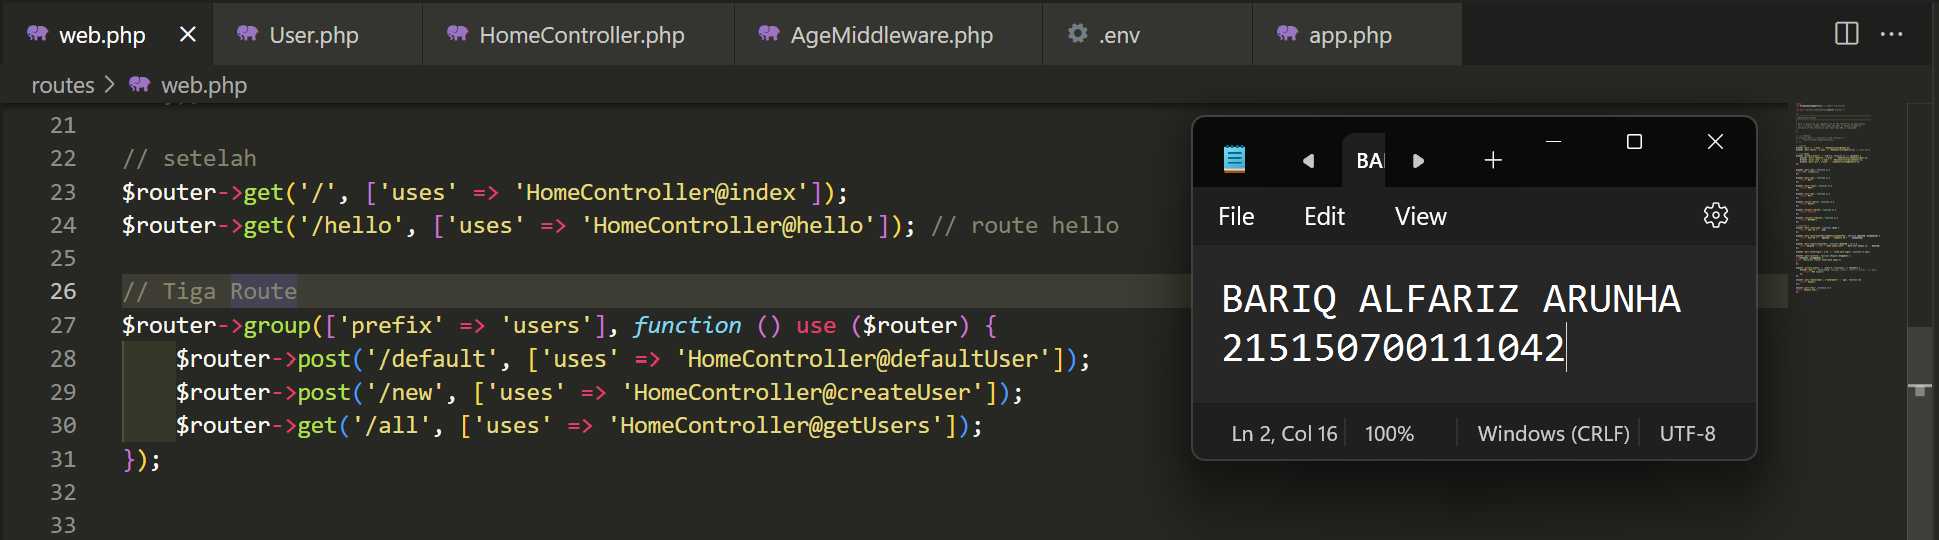 web.php
User.php
HomeController.php
AgeMiddleware.php
.env
app.php
routes > web.php
21
22 // setelah
23 $router->get('/', ['uses' => 'HomeController@index']);
24 $router->get('/hello', ['uses' => 'HomeController@hello']); // route hello
25
26 // Tiga Route
27 $router->group(['prefix' => 'users'], function () use ($router) {
28 $router->post('/default', ['uses' => 'HomeController@defaultUser']);
29 $router->post('/new', ['uses' => 'HomeController@createUser']);
30 $router->get('/all', ['uses' => 'HomeController@getUsers']);
31 });
32
33
BA
File Edit View
BARIQ ALFARIZ ARUNHA
215150700111042
Ln 2, Col 16 100% Windows (CRLF) UTF-8